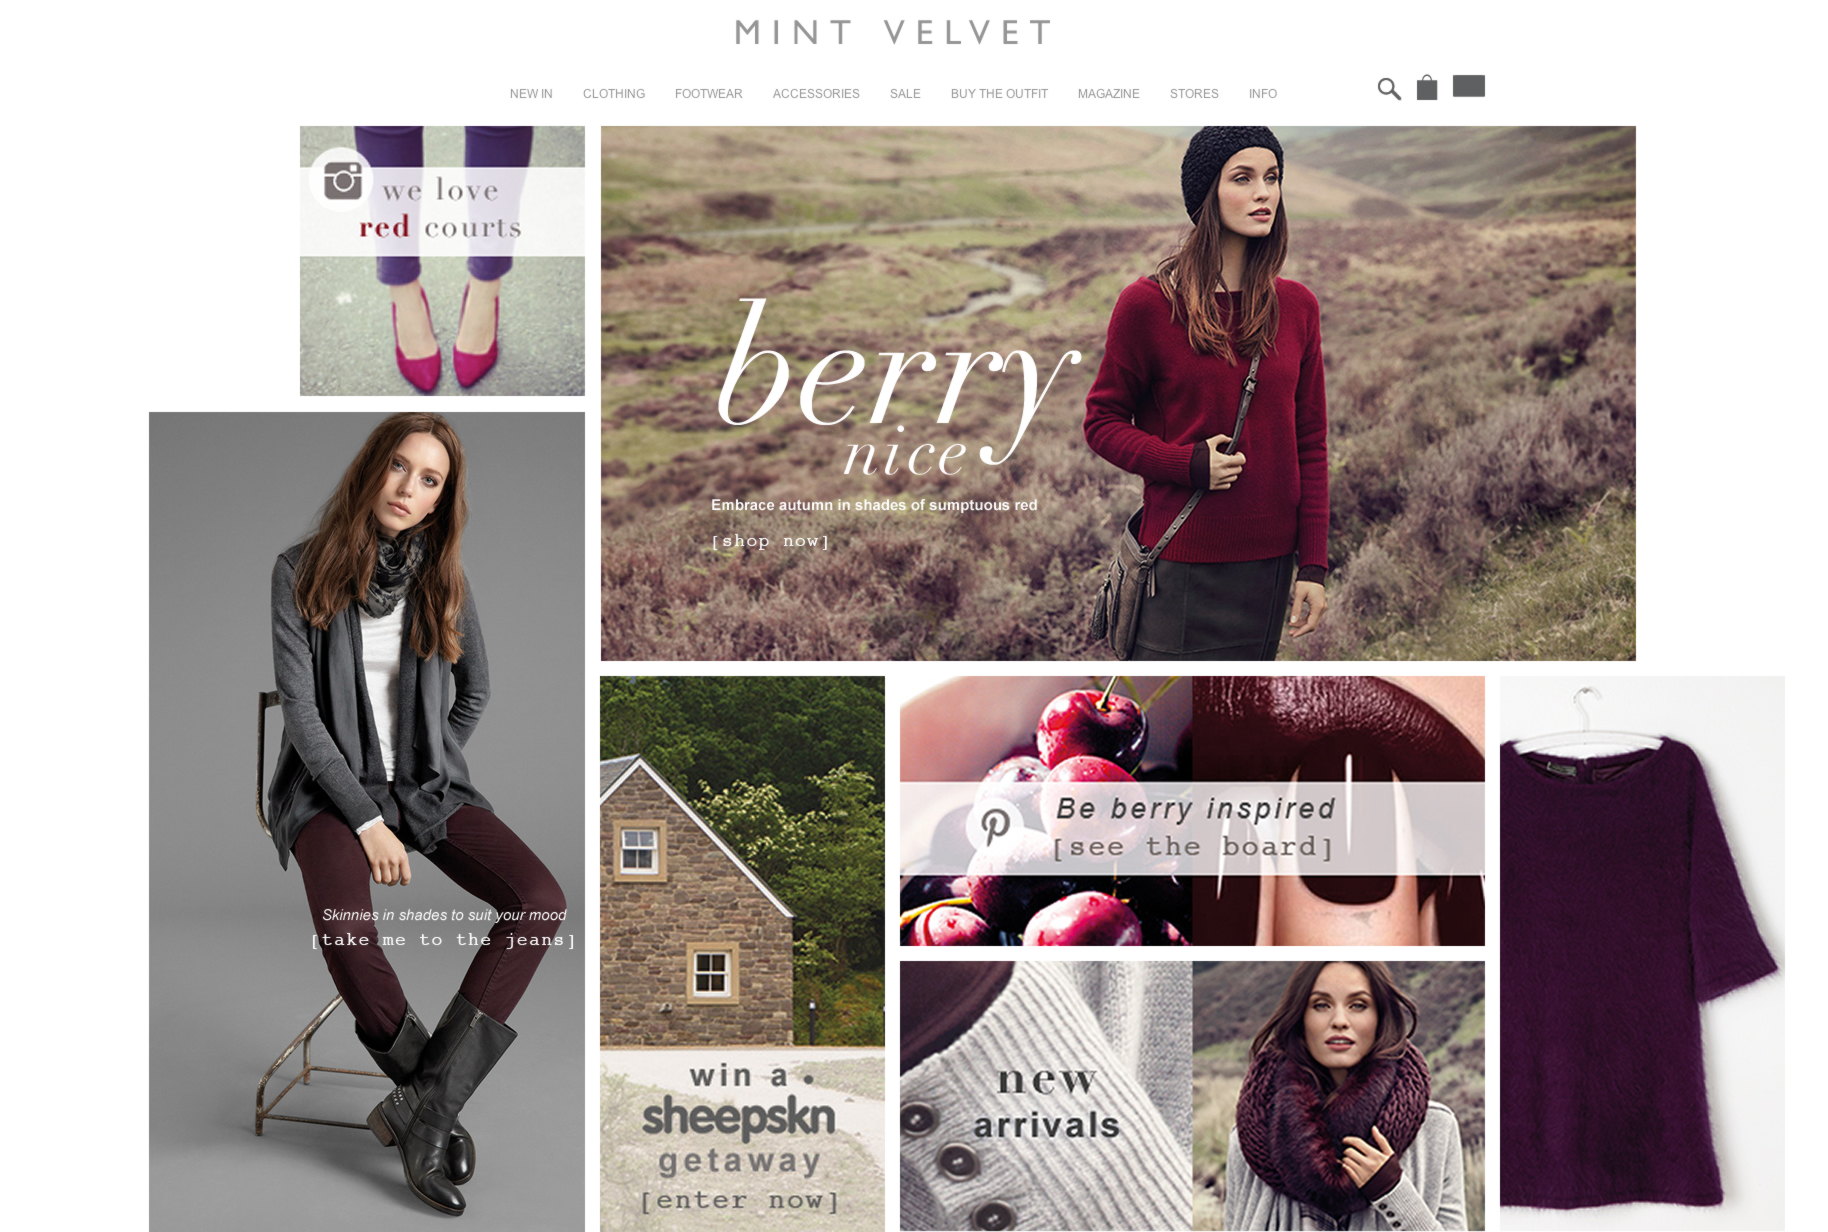 MINT VELVET
NEW IN CLOTHING FOOTWEAR ACCESSORIES SALE BUY THE OUTFIT MAGAZINE STORES INFO
we love
red courts
berry
nice
Embrace autumn in shades of sumptuous red
[shop now]
Skinnies in shades to suit your mood
[take me to the jeans]
win a
sheepskn
getaway
[enter now]
Be berry inspired
[see the board]
new
arrivals